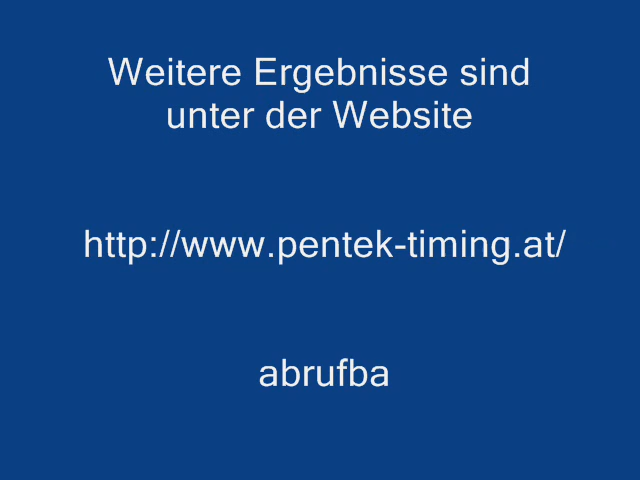 Weitere Ergebnisse sind
unter der Website
http://www.pentek-timing.at/
abrufba